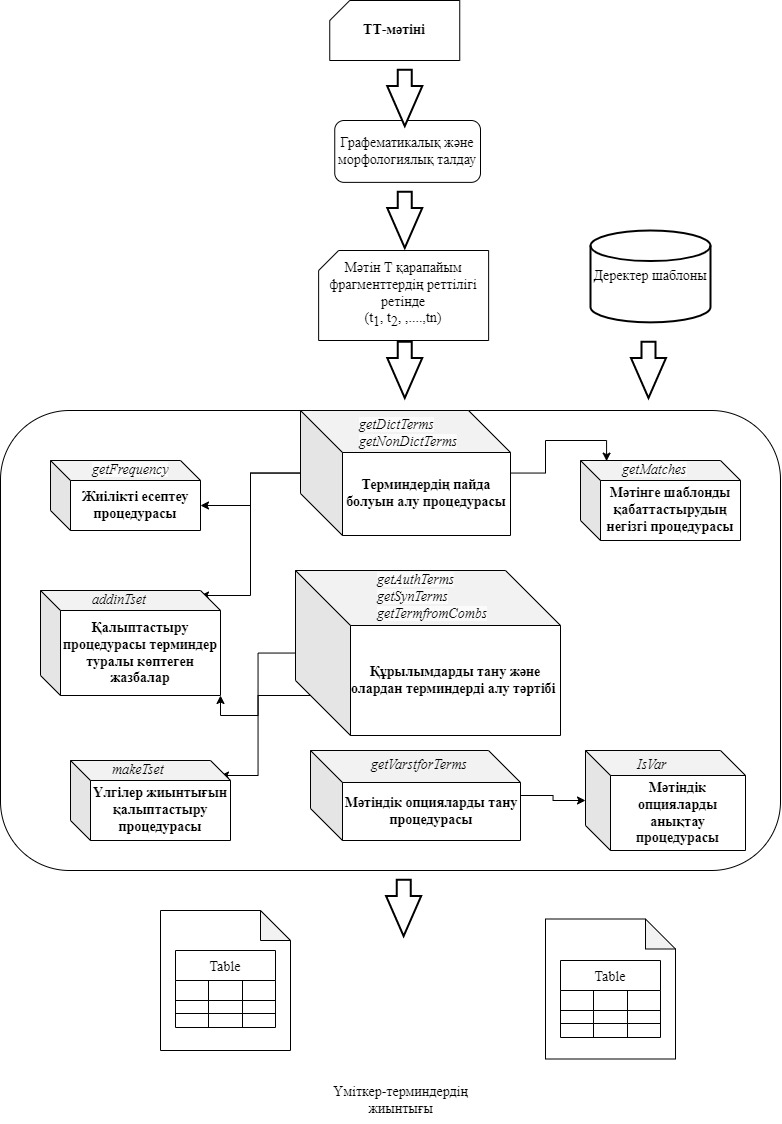 ТТ-мәтіні
Графематикалық және
морфологиялық талдау
Мәтін Т қарапайым
фрагменттердің реттілігі
ретінде
(t1, t2, ,....,tn)
Деректер шаблоны
getDictTerms
getNonDictTerms
Терминдердің пайда
болуын алу процедурасы
getFrequency
Жиілікті есептеу
процедурасы
getMatches
Мәтінге шаблонды
қабаттастырудың
негізгі процедурасы
addinTset
Қалыптастыру
процедурасы терминдер
туралы көптеген
жазбалар
getAuthTerms
getSynTerms
getTermfromCombs
Құрылымдарды тану және
олардан терминдерді алу тәртібі
makeTset
Үлгілер жиынтығын
қалыптастыру
процедурасы
getVarstforTerms
Мәтіндік опцияларды тану
процедурасы
IsVar
Мәтіндік
опцияларды
анықтау
процедурасы
Table
Table
Үміткер-терминдердің
жиынтығы